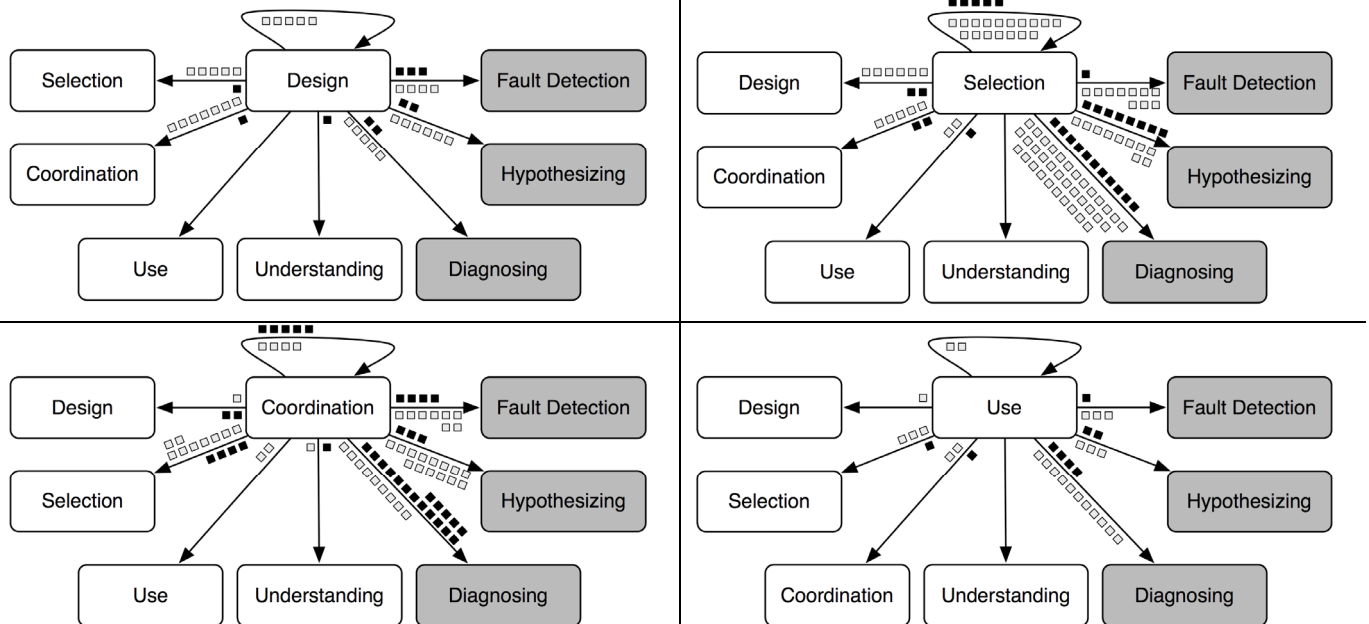 Selection
Design
Fault Detection
Coordination
Hypothesizing
Use
Understanding
Diagnosing
Design
Selection
Fault Detection
Coordination
Hypothesizing
Use
Understanding
Diagnosing
Design
Coordination
Fault Detection
Selection
Hypothesizing
Use
Understanding
Diagnosing
Design
Use
Fault Detection
Selection
Hypothesizing
Coordination
Understanding
Diagnosing